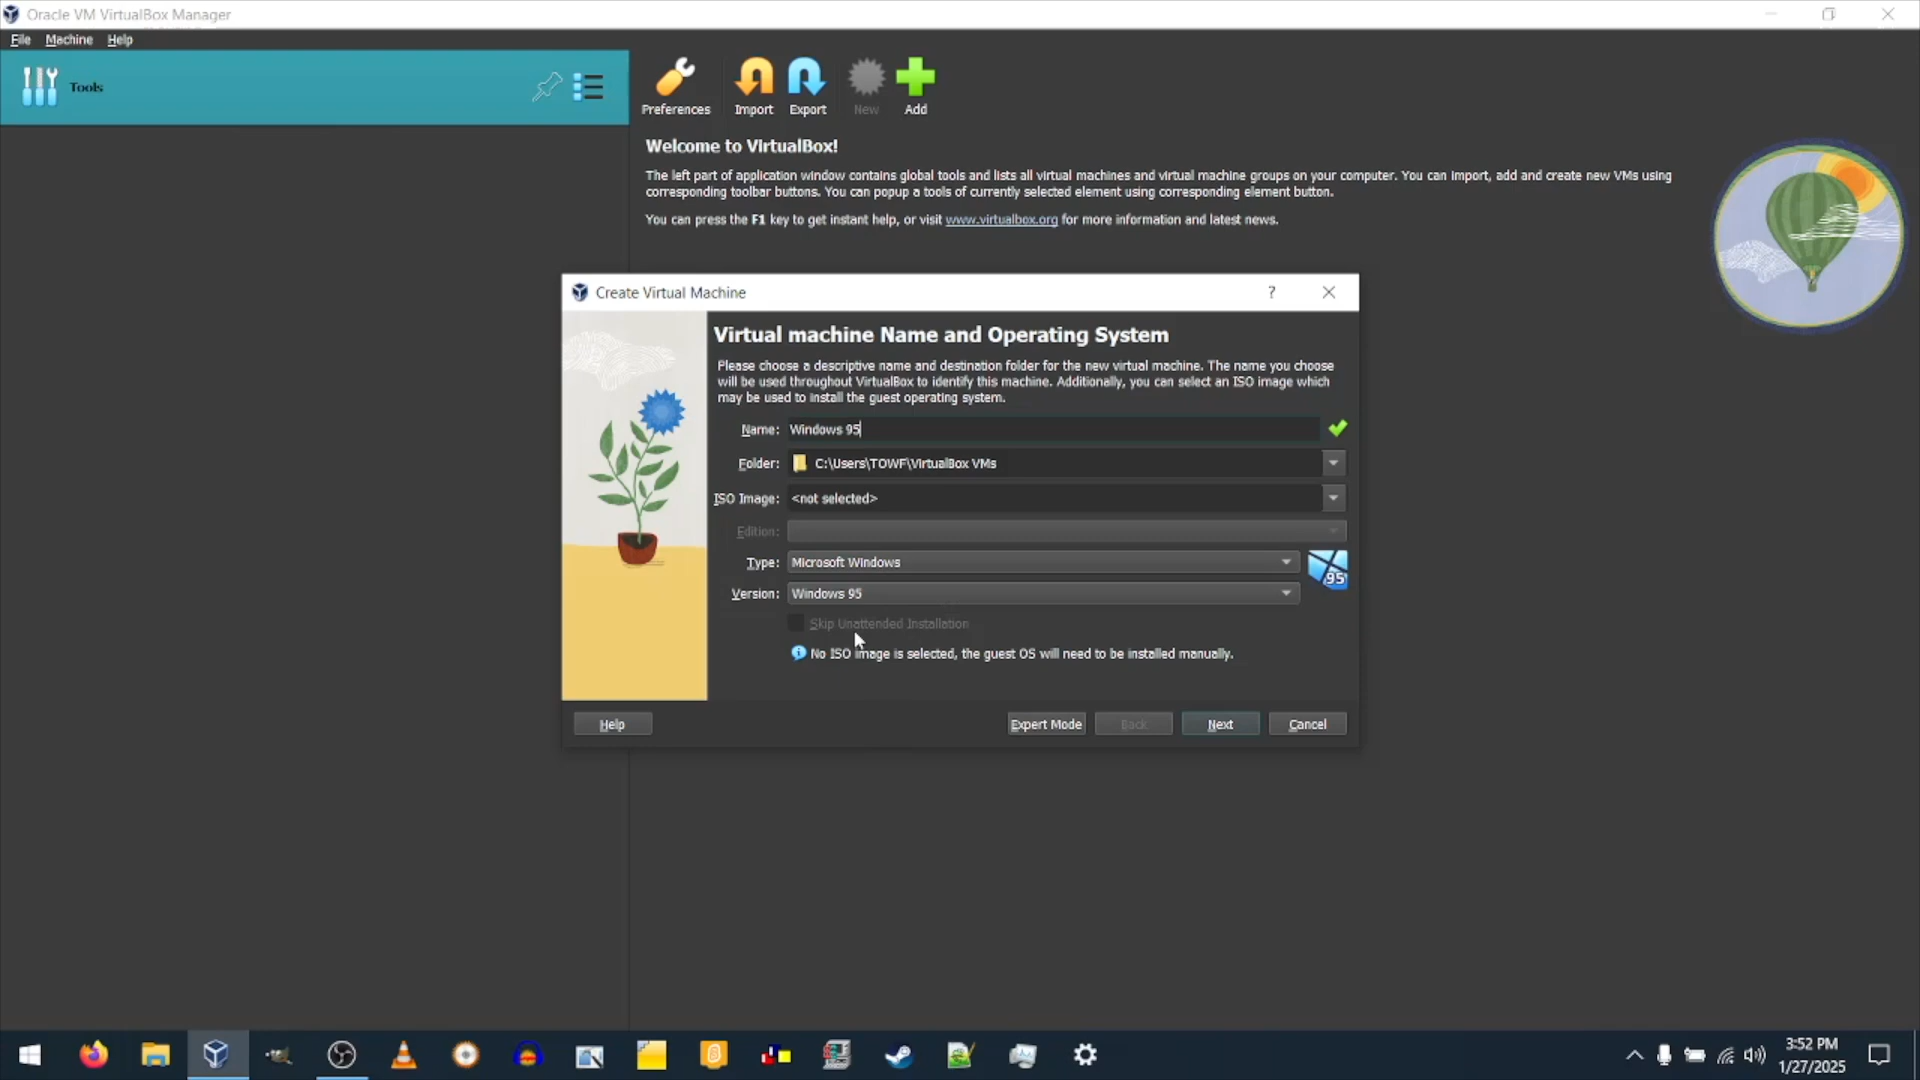 Oracle VM VirtualBox Manager
File Machine Help
Tools
Preferences Import Export New Add
Welcome to VirtualBox!
The left part of application window contains global tools and lists all virtual machines and virtual machine groups on your computer. You can import, add and create new VMs using
corresponding toolbar buttons. You can popup a tools of currently selected element using corresponding element button.
You can press the F1 key to get instant help, or visit www.virtualbox.org for more information and latest news.
Create Virtual Machine ?
Virtual machine Name and Operating System
Please choose a descriptive name and destination folder for the new virtual machine. The name you choose
will be used throughout VirtualBox to identify this machine. Additionally, you can select an ISO image which
may be used to install the guest operating system.
Name: Windows 95
Folder: C:\Users\TOWF\VirtualBox VMs
ISO Image: <not selected>
Edition:
Type: Microsoft Windows
95
Version: Windows 95
Skip Unattended Installation
No ISO image is selected, the guest OS will need to be installed manually.
Help Expert Mode Back Next Cancel
3:52 PM
1/27/2025